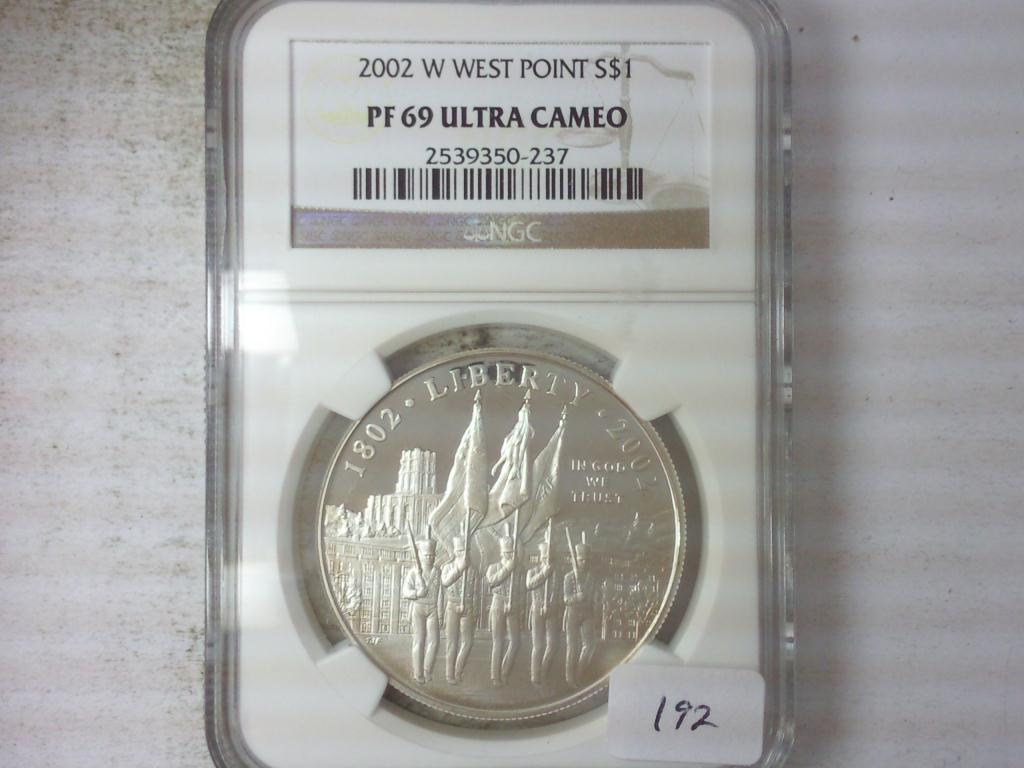 2002 W WEST POINT S$1
PF 69 ULTRA CAMEO
2539350-237
NGC
1802 · LIBERTY · 2002
IN GOD
WE
TRUST
192